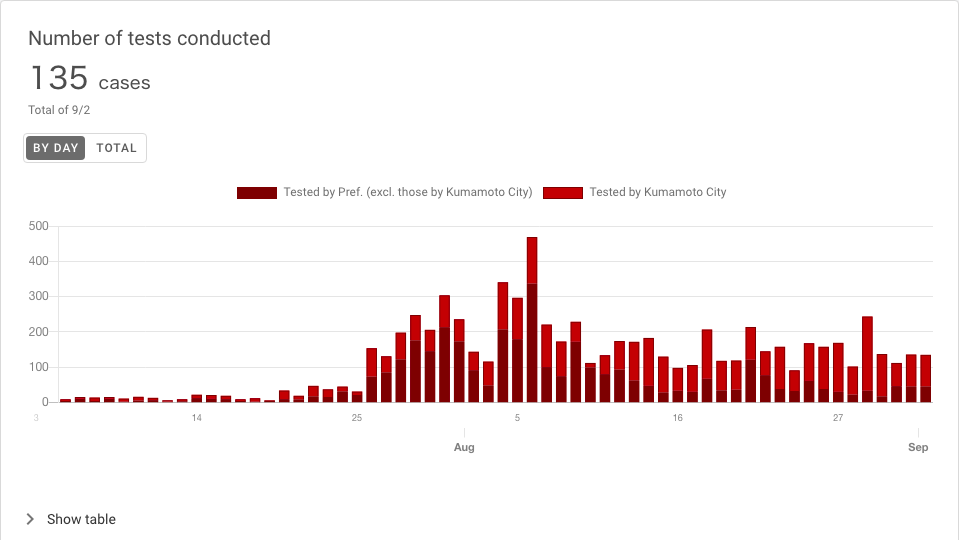 Number of tests conducted
135 cases
Total of 9/2
BY DAY TOTAL
Tested by Pref. (excl. those by Kumamoto City) Tested by Kumamoto City
500
400
300
200
100
0
3 14 25 5 16 27
Aug Sep
Show table